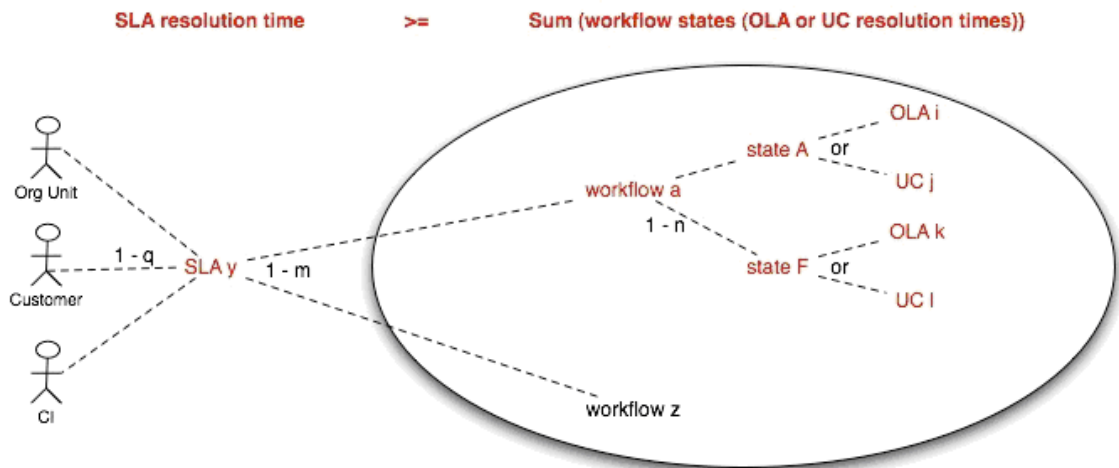 SLA resolution time >= Sum (workflow states (OLA or UC resolution times))
OLA i
state A or
Org Unit
workflow a
UC j
1 - n
OLA k
1 - q
SLA y
1 - m
state F or
Customer
UC l
CI
workflow z